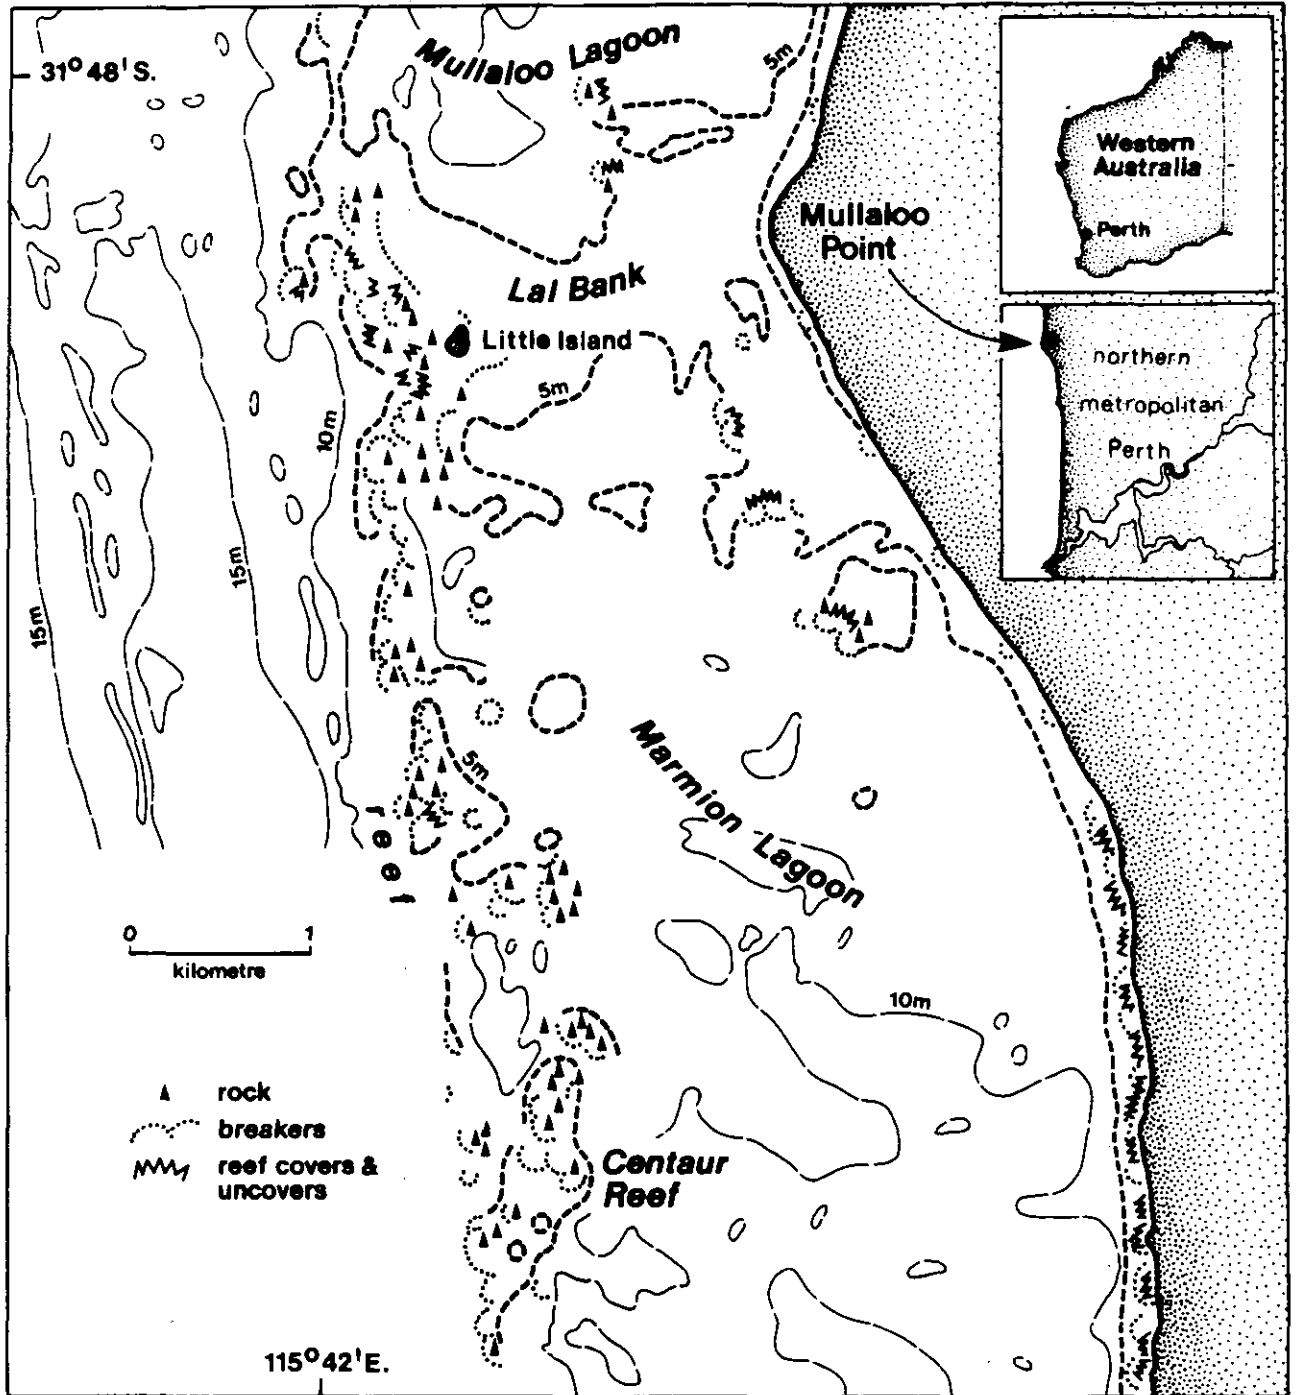 Mullaloo Lagoon
5m
31°48'S.
Western
Australia
Perth
Mullaloo
Point
Lal Bank
Little Island
northern
metropolitan
Perth
5m
10m
15m
15m
5m
Marmion Lagoon
reef
0 1
kilometre
10m
rock
breakers
reef covers &
uncovers
Centaur
Reef
115°42'E.